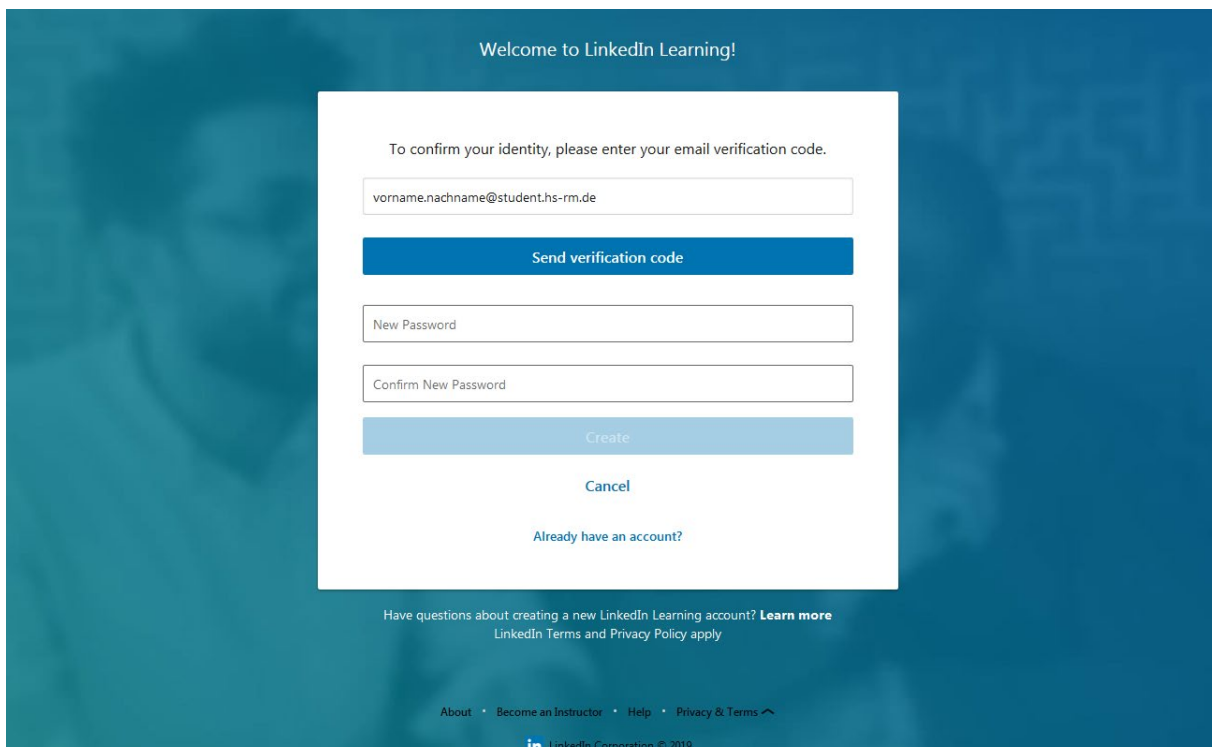 Welcome to LinkedIn Learning!
To confirm your identity, please enter your email verification code.
vorname.nachname@student.hs-rm.de
Send verification code
New Password
Confirm New Password
Create
Cancel
Already have an account?
Have questions about creating a new LinkedIn Learning account? Learn more
LinkedIn Terms and Privacy Policy apply
About • Become an Instructor • Help • Privacy & Terms
in LinkedIn Corporation © 2019